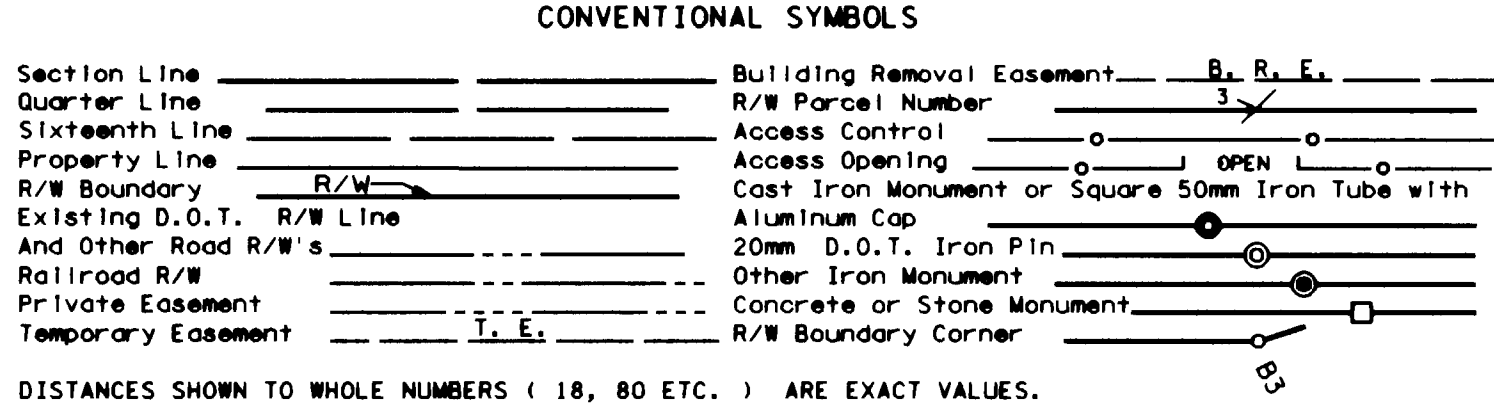 CONVENTIONAL SYMBOLS
Section Line
Quarter Line
Sixteenth Line
Property Line
R/W Boundary R/W
Existing D.O.T. R/W Line
And Other Road R/W's
Railroad R/W
Private Easement
Temporary Easement T. E.
Building Removal Easement B. R. E.
R/W Parcel Number 3
Access Control
Access Opening OPEN
Cast Iron Monument or Square 50mm Iron Tube with
Aluminum Cap
20mm D.O.T. Iron Pin
Other Iron Monument
Concrete or Stone Monument
R/W Boundary Corner
B3
DISTANCES SHOWN TO WHOLE NUMBERS ( 18, 80 ETC. ) ARE EXACT VALUES.